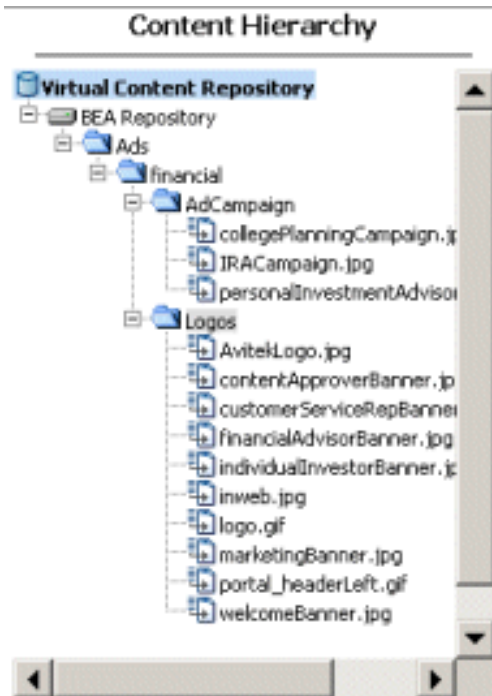 Content Hierarchy
Virtual Content Repository
BEA Repository
Ads
financial
AdCampaign
collegePlanningCampaign.jp
IRACampaign.jpg
personalInvestmentAdvisor
Logos
AvitekLogo.jpg
contentApproverBanner.jp
customerServiceRepBanner
financialAdvisorBanner.jpg
individualInvestorBanner.jp
inweb.jpg
logo.gif
marketingBanner.jpg
portal_headerLeft.gif
welcomeBanner.jpg